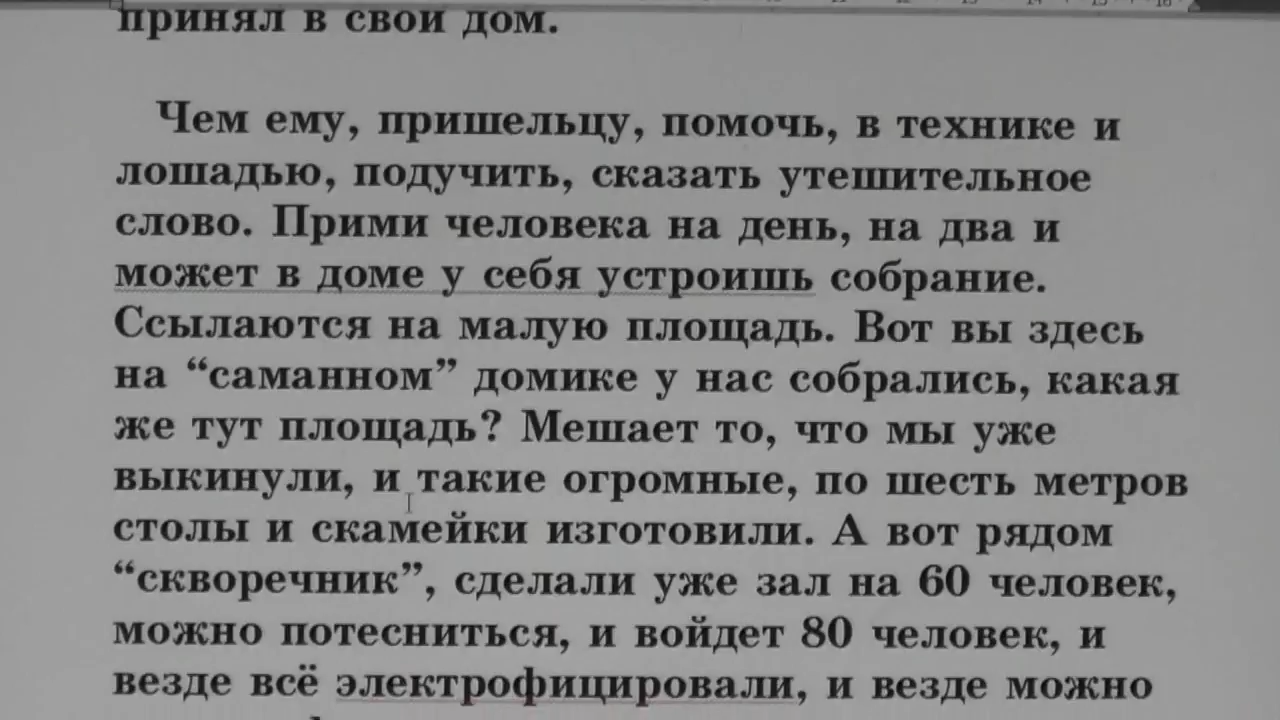 принял в свой дом.
Чем ему, пришельцу, помочь, в технике и
лошадью, подучить, сказать утешительное
слово. Прими человека на день, на два и
может в доме у себя устроишь собрание.
Ссылаются на малую площадь. Вот вы здесь
на “саманном” домике у нас собрались, какая
же тут площадь? Мешает то, что мы уже
выкинули, и такие огромные, по шесть метров
столы и скамейки изготовили. А вот рядом
“скворечник”, сделали уже зал на 60 человек,
можно потесниться, и войдет 80 человек, и
везде всё электрофицировали, и везде можно